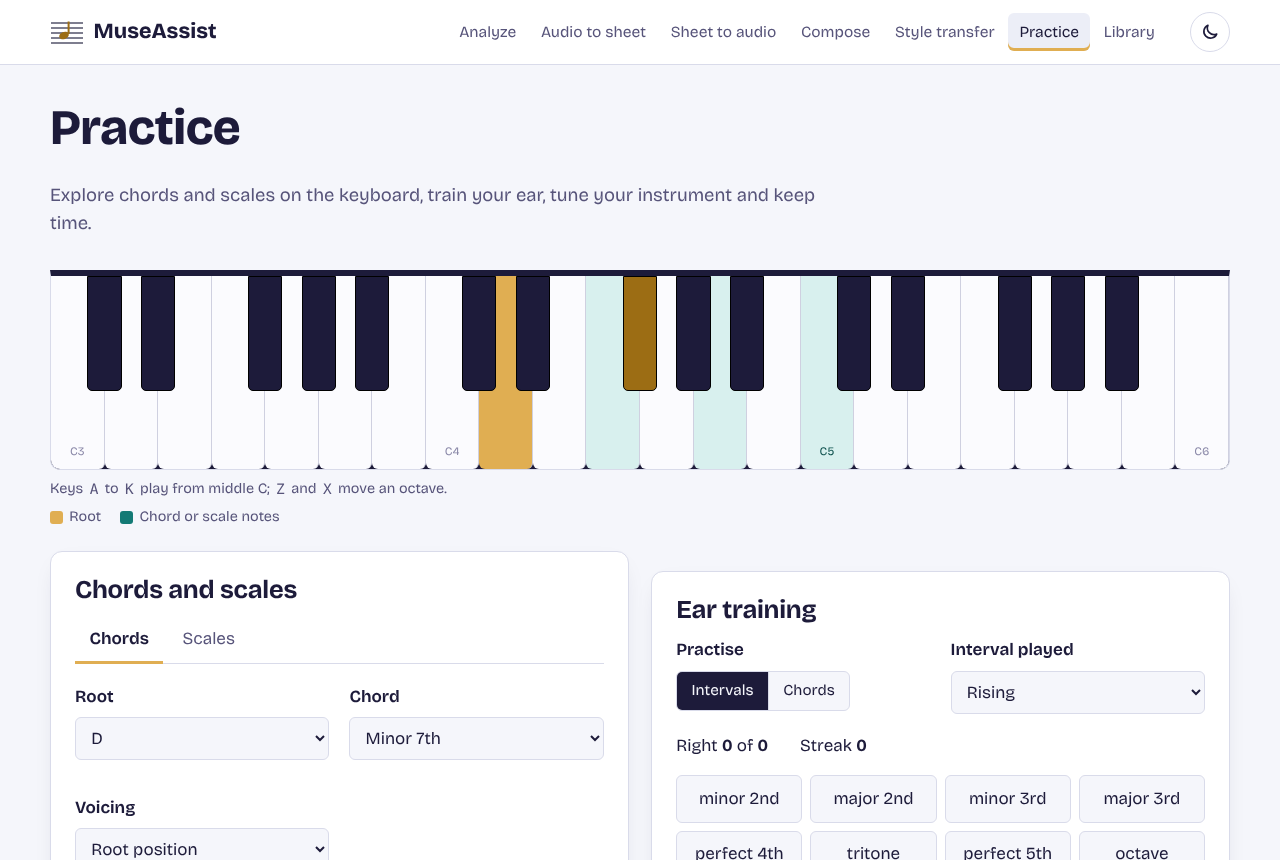 MuseAssist
Analyze
Audio to sheet
Sheet to audio
Compose
Style transfer
Practice
Library
Practice
Explore chords and scales on the keyboard, train your ear, tune your instrument and keep
time.
C3
C4
C5
C6
Keys A to K play from middle C; Z and X move an octave.
Root
Chord or scale notes
Chords and scales
Chords
Scales
Root
Chord
D
Minor 7th
Voicing
Root position
Ear training
Practise
Interval played
Intervals
Chords
Rising
Right 0 of 0
Streak 0
minor 2nd
major 2nd
minor 3rd
major 3rd
perfect 4th
tritone
perfect 5th
octave